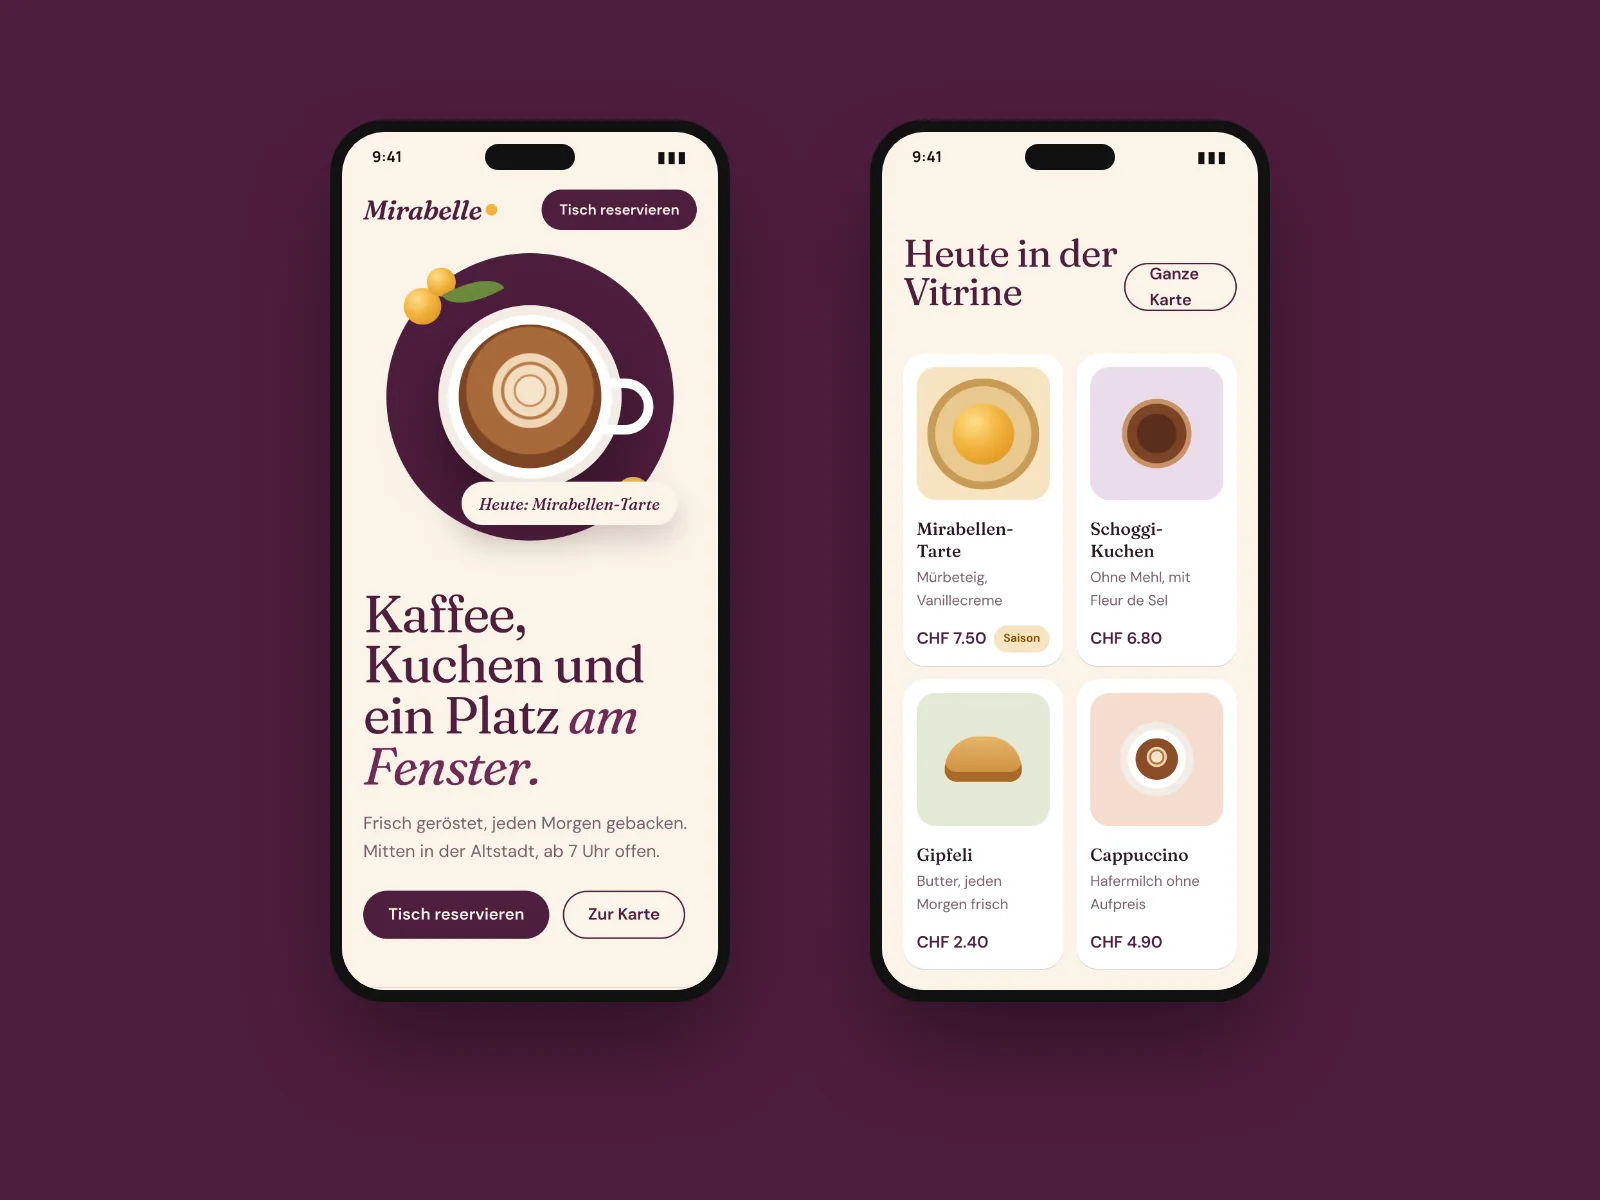 9:41
Mirabelle
Tisch reservieren
Heute: Mirabellen-Tarte
Kaffee,
Kuchen und
ein Platz am
Fenster.
Frisch geröstet, jeden Morgen gebacken.
Mitten in der Altstadt, ab 7 Uhr offen.
Tisch reservieren
Zur Karte
9:41
Heute in der
Vitrine
Ganze
Karte
Mirabellen-
Tarte
Mürbeteig,
Vanillecreme
CHF 7.50
Saison
Schoggi-
Kuchen
Ohne Mehl, mit
Fleur de Sel
CHF 6.80
Gipfeli
Butter, jeden
Morgen frisch
CHF 2.40
Cappuccino
Hafermilch ohne
Aufpreis
CHF 4.90